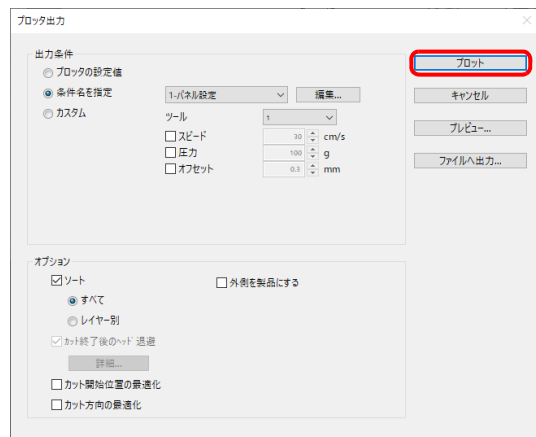 プロッタ出力
出力条件
プロッタの設定値
条件名を指定
1-パネル設定
編集...
カスタム
ツール
1
スピード
30
cm/s
圧力
100
g
オフセット
0.3
mm
プロット
キャンセル
プレビュー...
ファイルへ出力...
オプション
ソート
外側を製品にする
すべて
レイヤー別
カット終了後のヘッド退避
詳細...
カット開始位置の最適化
カット方向の最適化